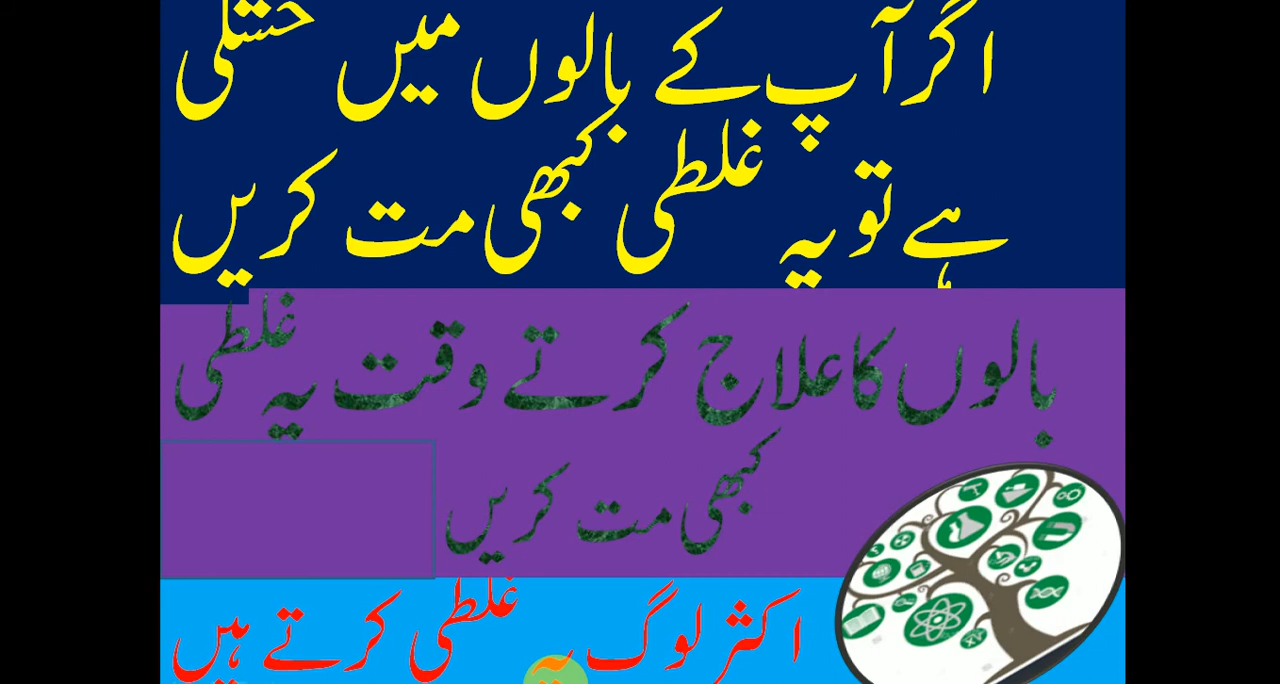 اگر آپ کے بالوں میں خشکی
ہے تو یہ غلطی کبھی مت کریں
بالوں کا علاج کرتے وقت یہ غلطی
کبھی مت کریں
اکثر لوگ یہ غلطی کرتے ہیں